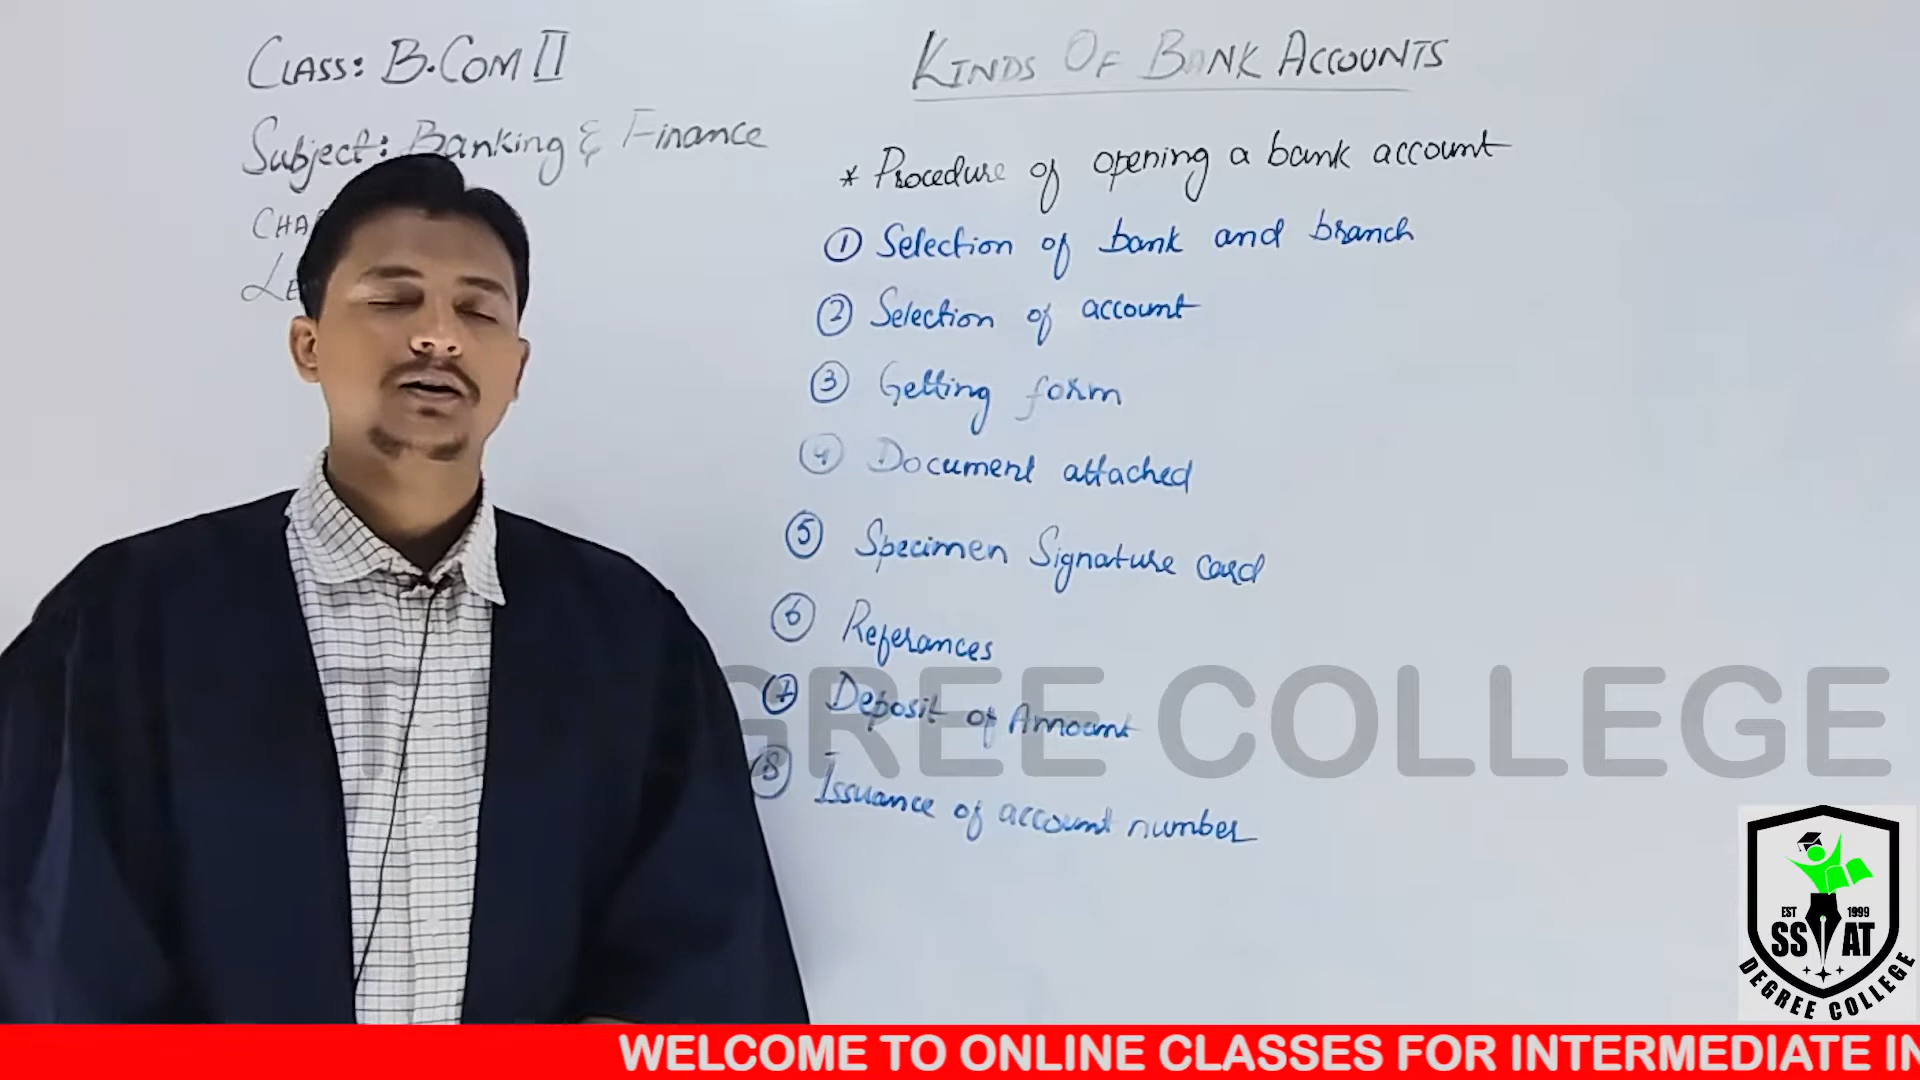 CLASS: B.COM II
Subject: Banking & Finance
KINDS OF BANK ACCOUNTS
* Procedure of opening a bank account
1 Selection of bank and branch
2 Selection of account
3 Getting form
4 Document attached
5 Specimen Signature card
6 Referances
7 Deposit of Amount
8 Issuance of account number
DEGREE COLLEGE
EST 1999
SS AT
DEGREE COLLEGE
WELCOME TO ONLINE CLASSES FOR INTERMEDIATE IN